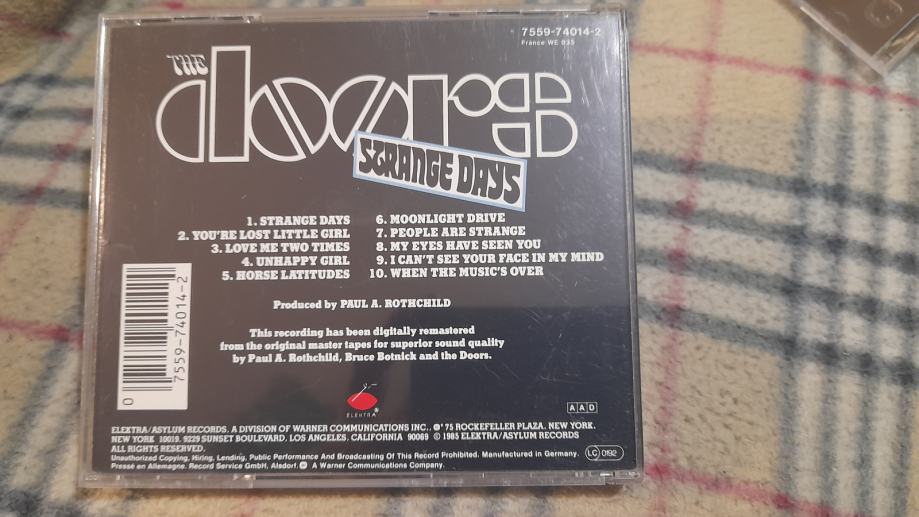 7559-74014-2
France WE 835
THE
doors
STRANGE DAYS
1. STRANGE DAYS
2. YOU'RE LOST LITTLE GIRL
3. LOVE ME TWO TIMES
4. UNHAPPY GIRL
5. HORSE LATITUDES
6. MOONLIGHT DRIVE
7. PEOPLE ARE STRANGE
8. MY EYES HAVE SEEN YOU
9. I CAN'T SEE YOUR FACE IN MY MIND
10. WHEN THE MUSIC'S OVER
Produced by PAUL A. ROTHCHILD
This recording has been digitally remastered
from the original master tapes for superior sound quality
by Paul A. Rothchild, Bruce Botnick and the Doors.
0 7559-74014-2
ELEKTRA®
AAD
ELEKTRA/ASYLUM RECORDS. A DIVISION OF WARNER COMMUNICATIONS INC., 75 ROCKEFELLER PLAZA. NEW YORK.
NEW YORK 10019. 9229 SUNSET BOULEVARD. LOS ANGELES. CALIFORNIA 90069 © 1985 ELEKTRA/ASYLUM RECORDS
ALL RIGHTS RESERVED.
Unauthorized Copying, Hiring, Lending, Public Performance And Broadcasting Of This Record Prohibited. Manufactured in Germany.
Pressé en Allemagne. Record Service GmbH, Alsdorf. A Warner Communications Company.
LC 0192